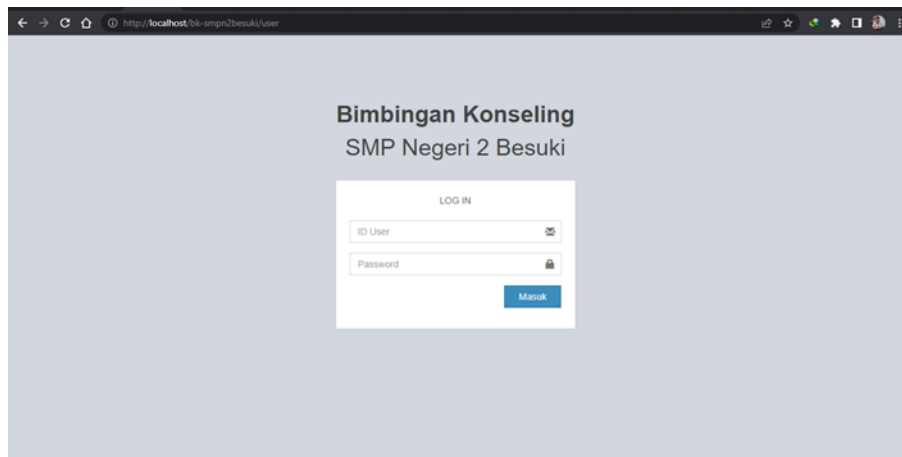 http://localhost/bk-smpn2besuki/user
Bimbingan Konseling
SMP Negeri 2 Besuki
LOG IN
ID User
Password
Masuk